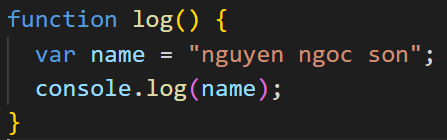 function log() {
  var name = "nguyen ngoc son";
  console.log(name);
}